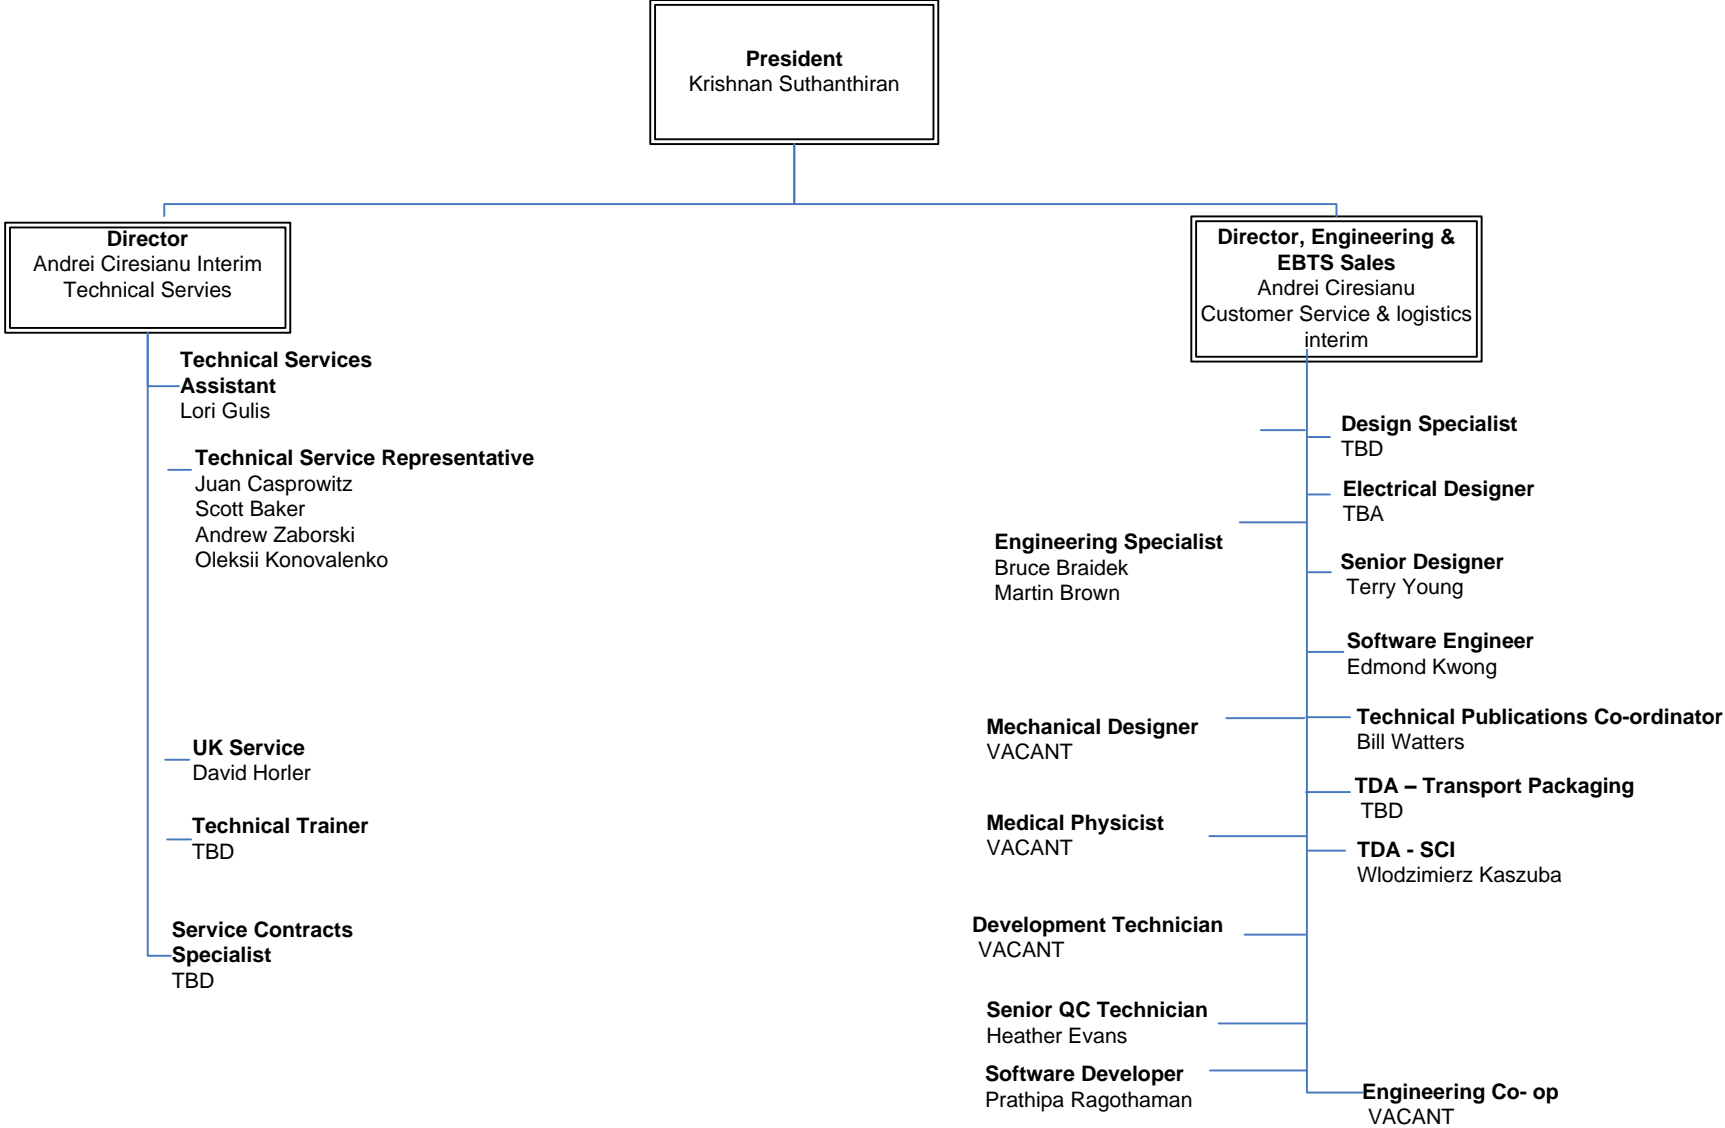 President
Krishnan Suthanthiran
Director
Andrei Ciresianu Interim
Technical Servies
Technical Services
Assistant
Lori Gulis
Technical Service Representative
Juan Casprowitz
Scott Baker
Andrew Zaborski
Oleksii Konovalenko
UK Service
David Horler
Technical Trainer
TBD
Service Contracts
Specialist
TBD
Director, Engineering &
EBTS Sales
Andrei Ciresianu
Customer Service & logistics
interim
Engineering Specialist
Bruce Braidek
Martin Brown
Mechanical Designer
VACANT
Medical Physicist
VACANT
Development Technician
VACANT
Senior QC Technician
Heather Evans
Software Developer
Prathipa Ragothaman
Design Specialist
TBD
Electrical Designer
TBA
Senior Designer
Terry Young
Software Engineer
Edmond Kwong
Technical Publications Co-ordinator
Bill Watters
TDA – Transport Packaging
TBD
TDA - SCI
Wlodzimierz Kaszuba
Engineering Co- op
VACANT